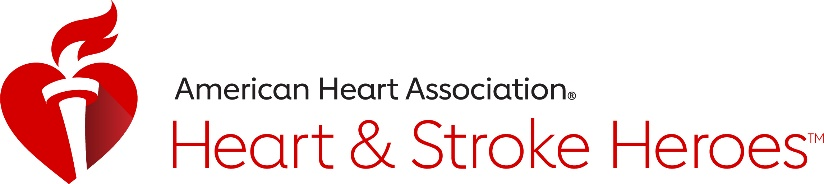 American Heart Association®
Heart & Stroke Heroes™